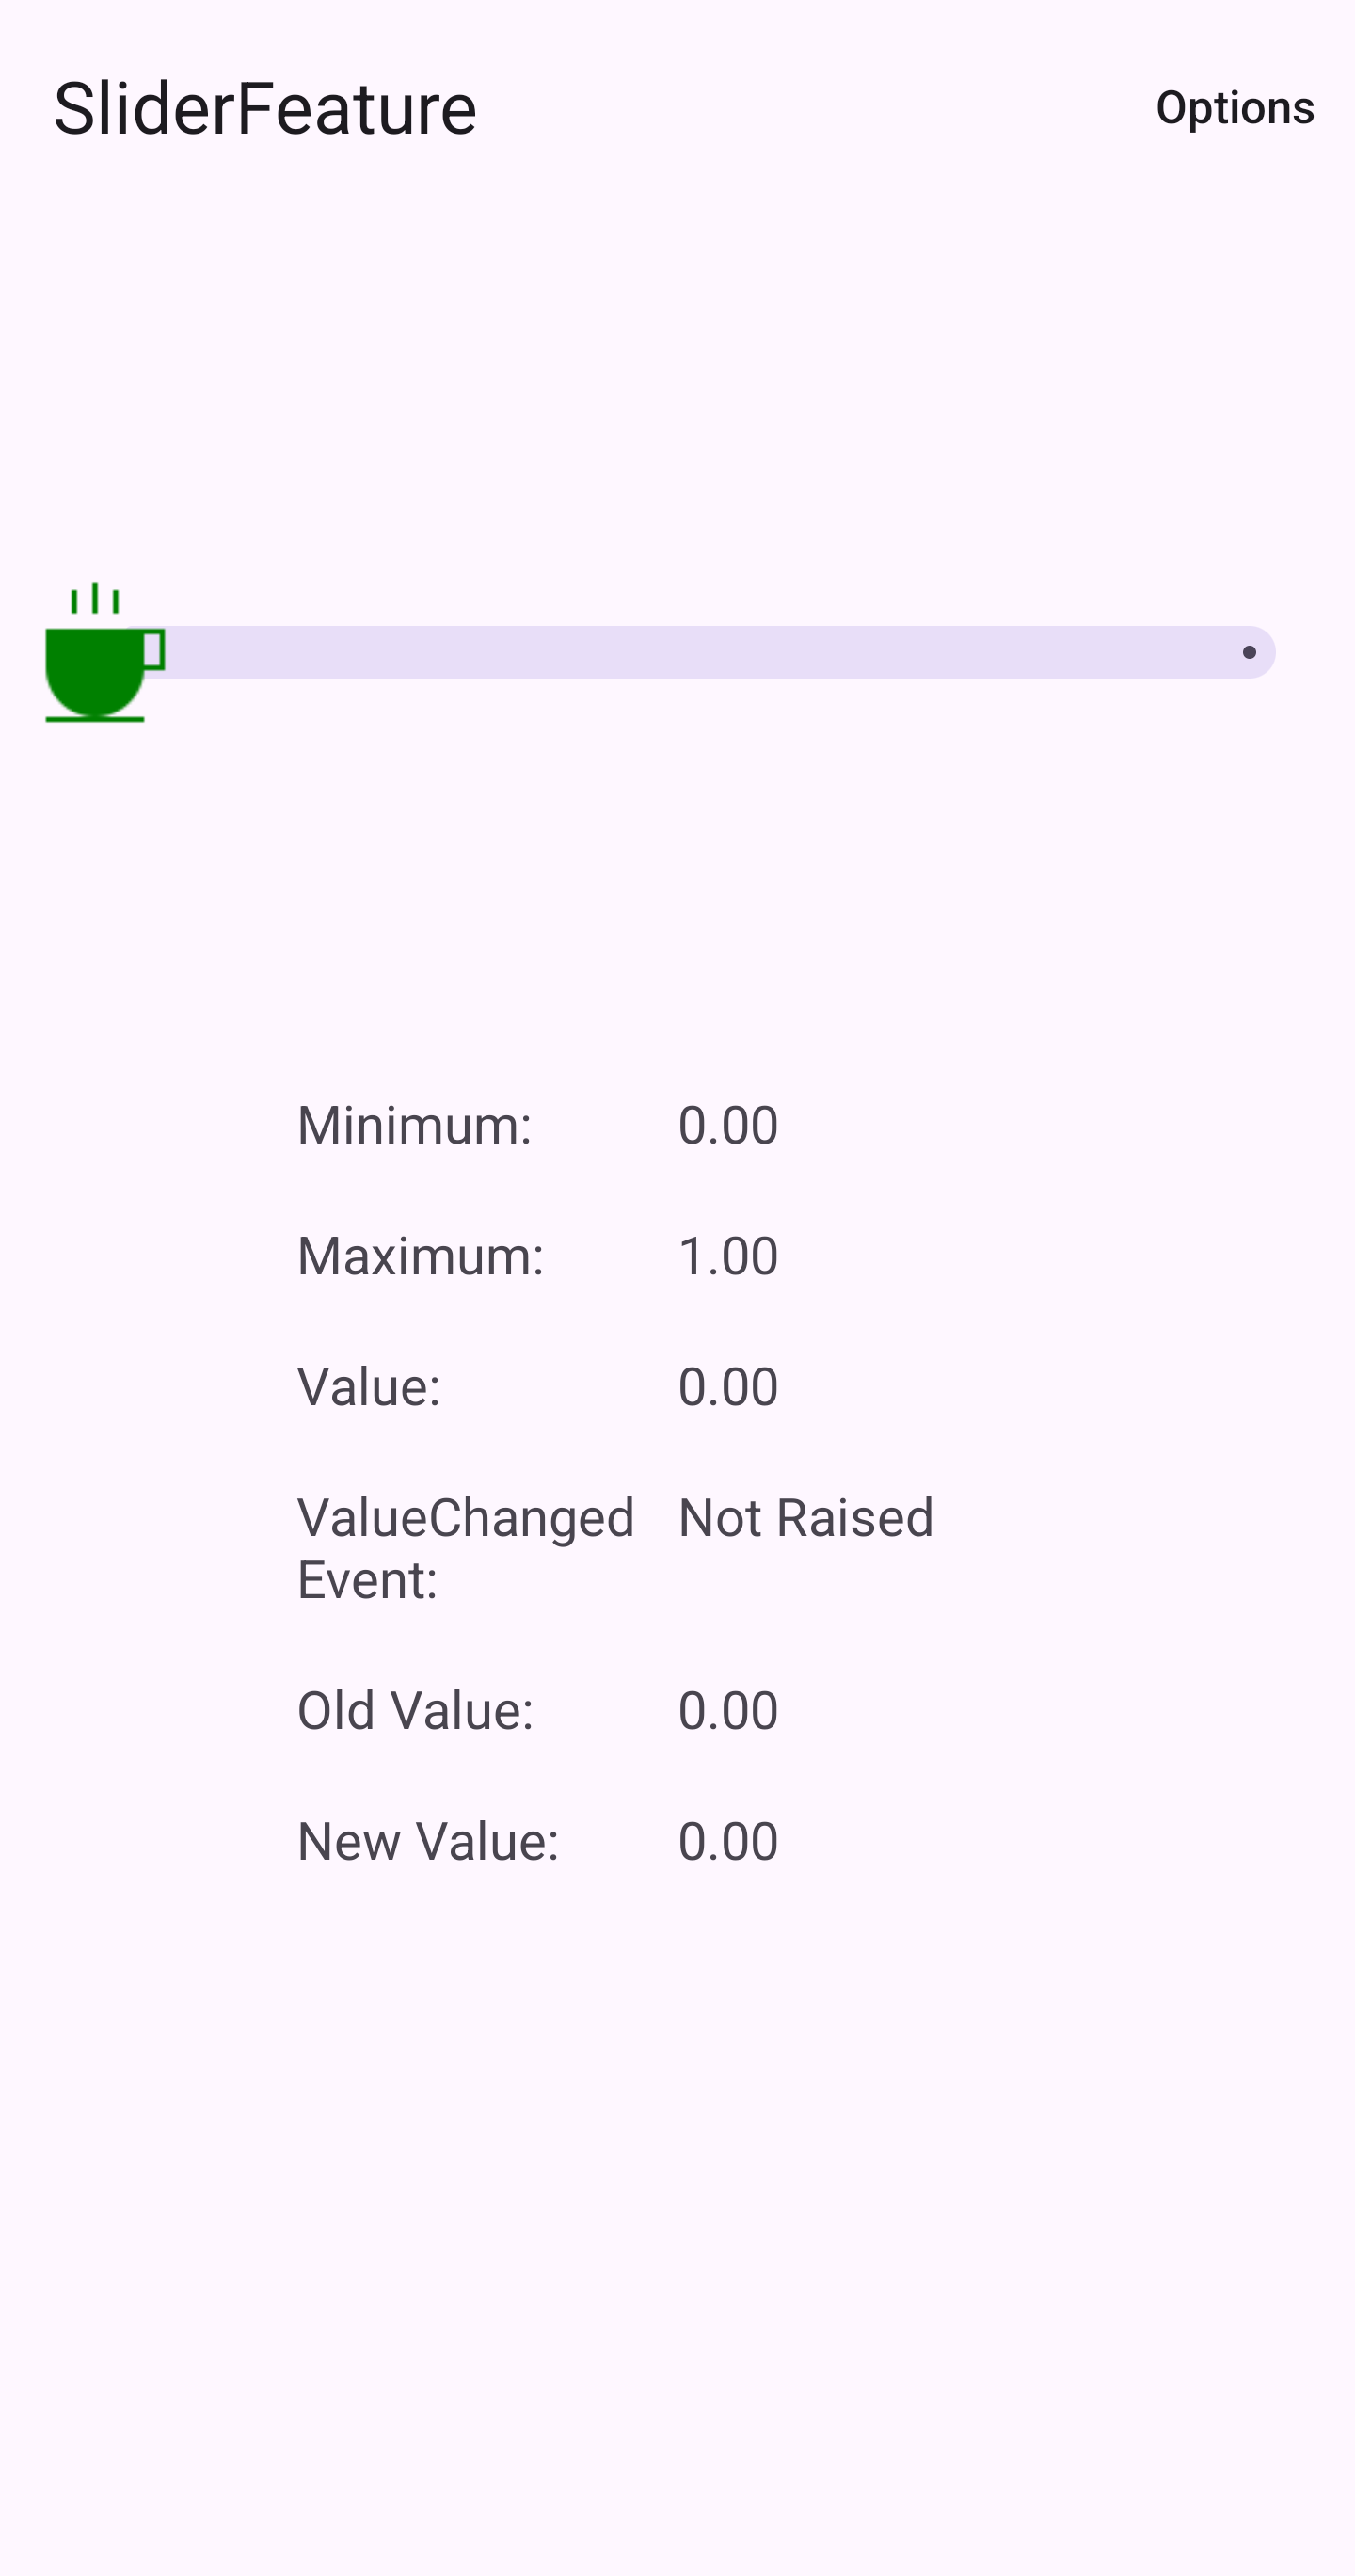 SliderFeature Options
Minimum: 0.00
Maximum: 1.00
Value: 0.00
ValueChanged Not Raised
Event:
Old Value: 0.00
New Value: 0.00